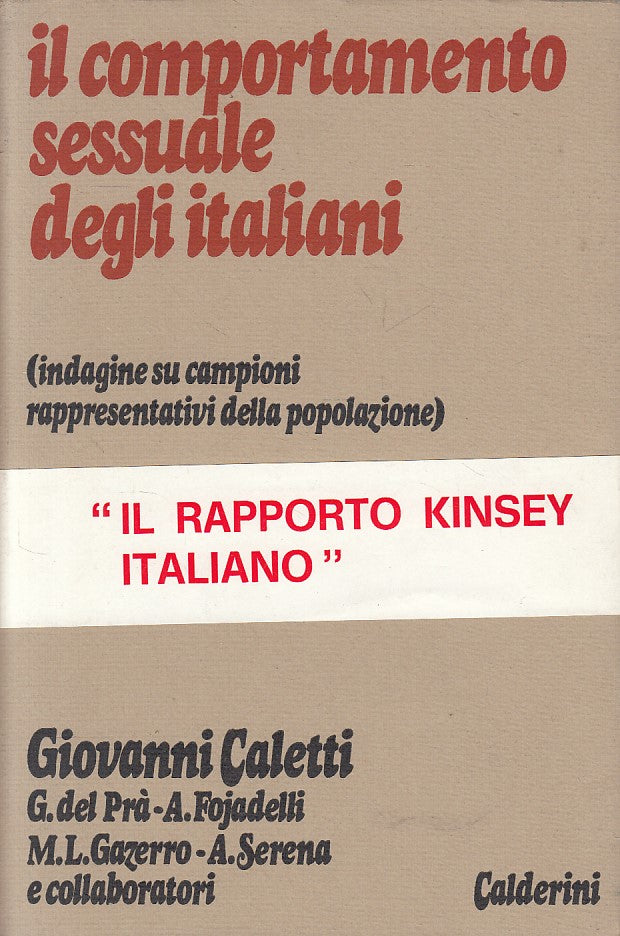 il comportamento
sessuale
degli italiani
(indagine su campioni
rappresentativi della popolazione)
“IL RAPPORTO KINSEY
ITALIANO”
Giovanni Caletti
G.del Prà-A.Fojadelli
M.L.Gazerro-A.Serena
e collaboratori
Calderini